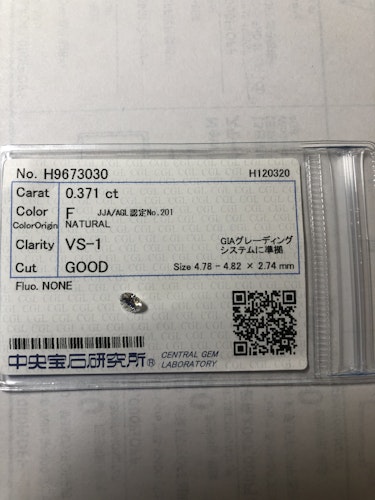 No. H9673030 H120320
Carat 0.371 ct
Color F JJA/AGL認定No.201
ColorOrigin NATURAL
Clarity VS-1 GIAグレーディング
システムに準拠
Cut GOOD Size 4.78 - 4.82 × 2.74 mm
Fluo. NONE
中央宝石研究所® CENTRAL GEM
LABORATORY